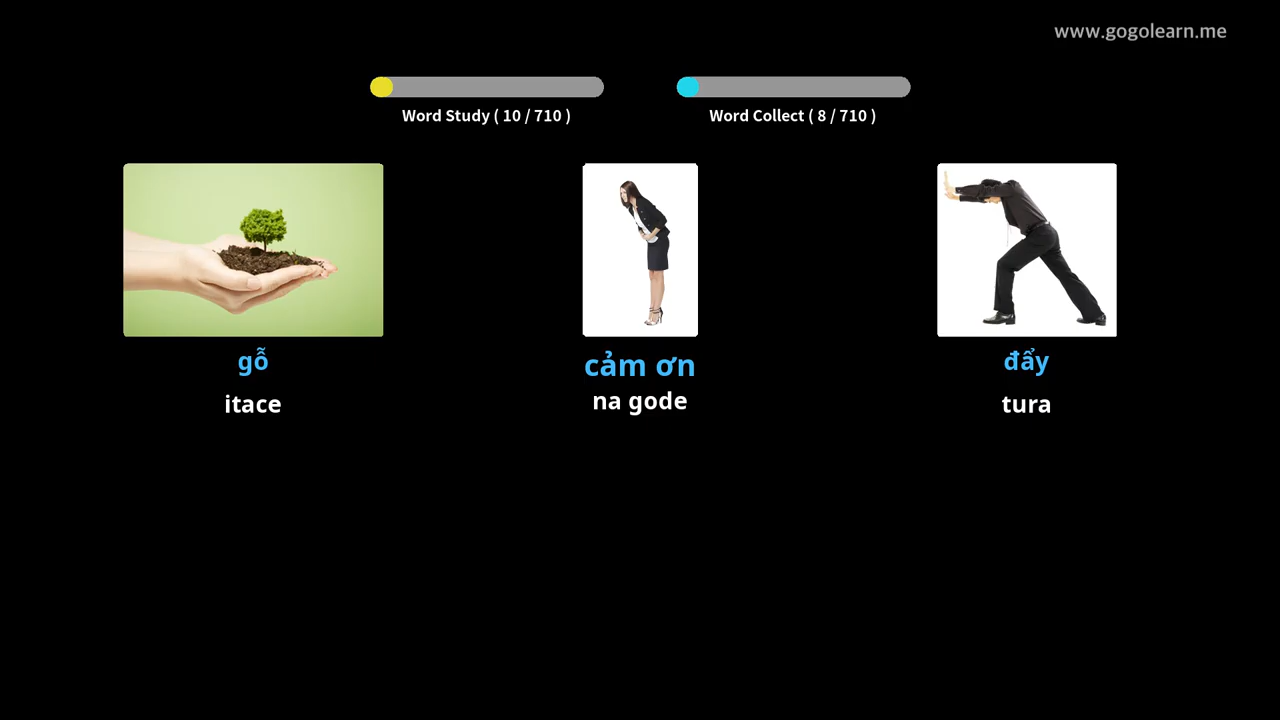 www.gogolearn.me
Word Study ( 10 / 710 )
Word Collect ( 8 / 710 )
gỗ
itace
cảm ơn
na gode
đẩy
tura